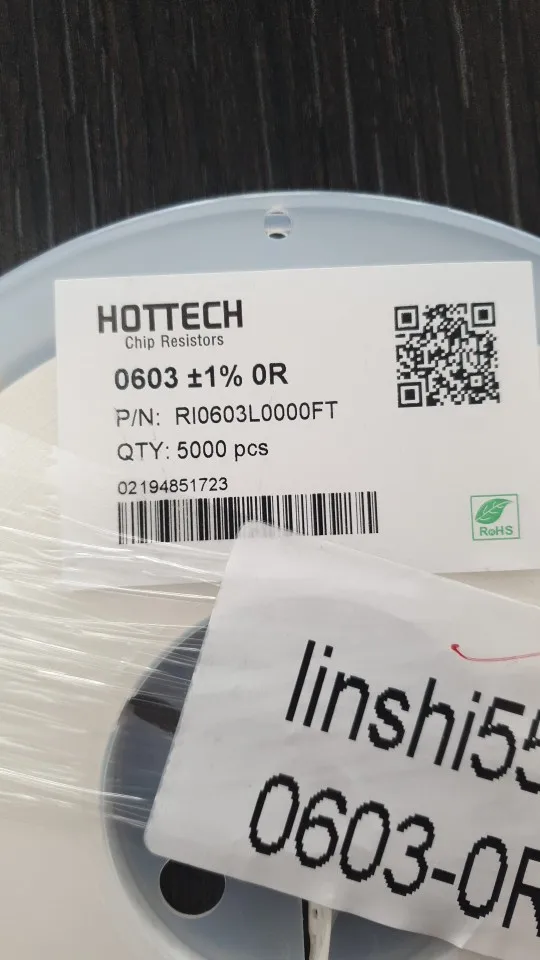 HOTTECH
Chip Resistors
0603 ±1% 0R
P/N: RI0603L0000FT
QTY: 5000 pcs
02194851723
RoHS
linshi55
0603-0R